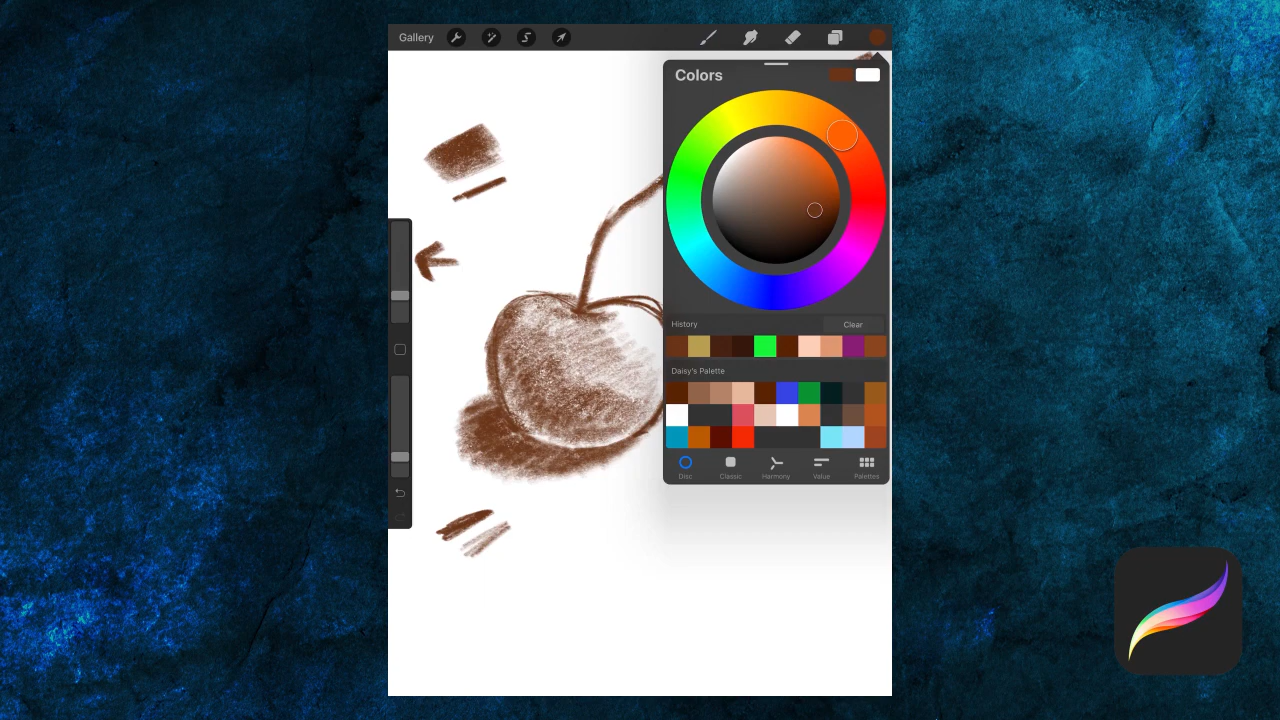 Gallery
Colors
History
Clear
Daisy's Palette
Disc
Classic
Harmony
Value
Palettes